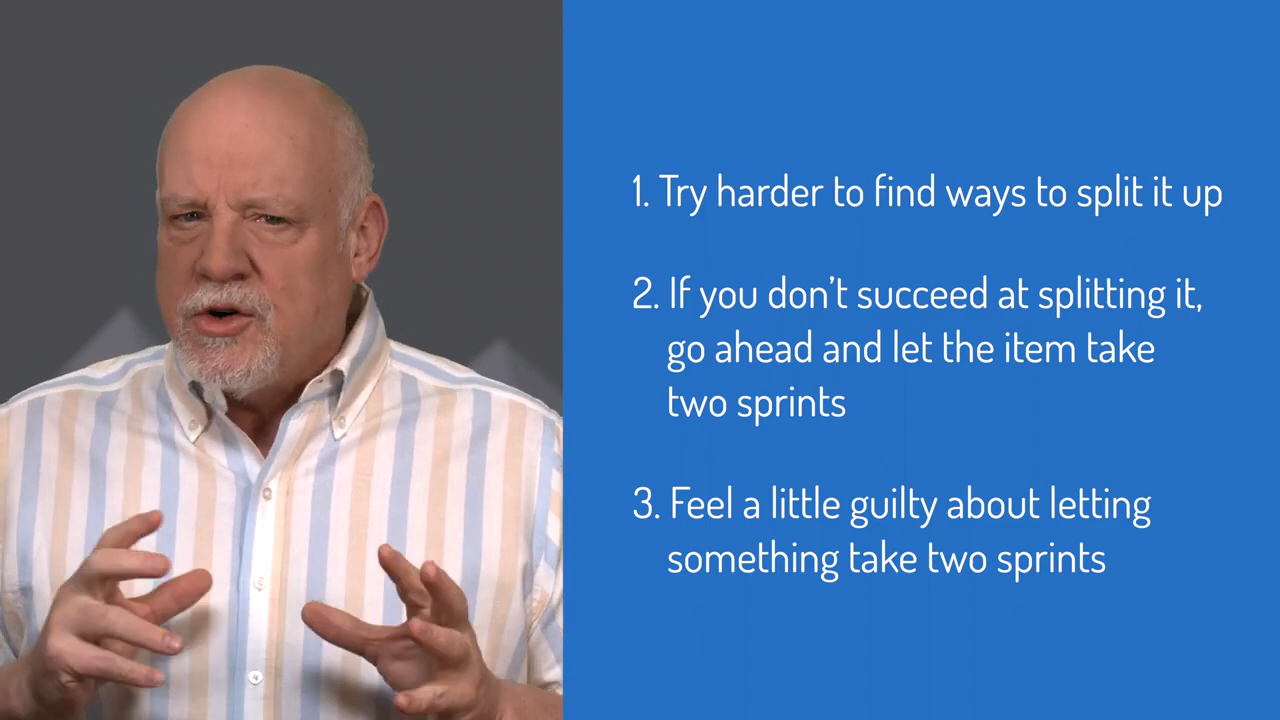 1. Try harder to find ways to split it up
2. If you don't succeed at splitting it,
go ahead and let the item take
two sprints
3. Feel a little guilty about letting
something take two sprints